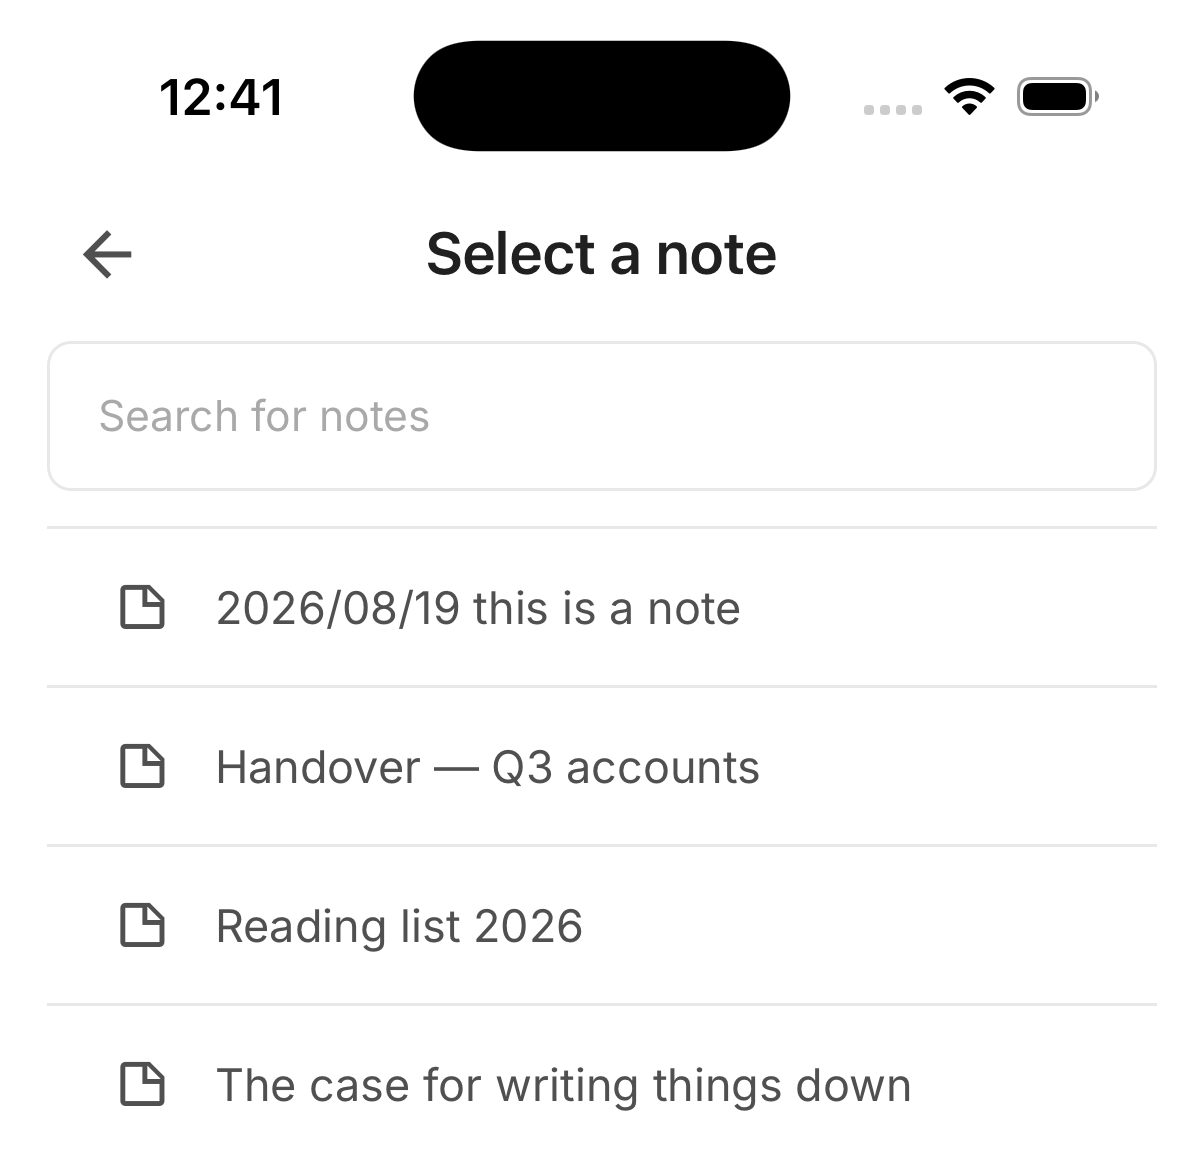 12:41
Select a note
Search for notes
2026/08/19 this is a note
Handover — Q3 accounts
Reading list 2026
The case for writing things down